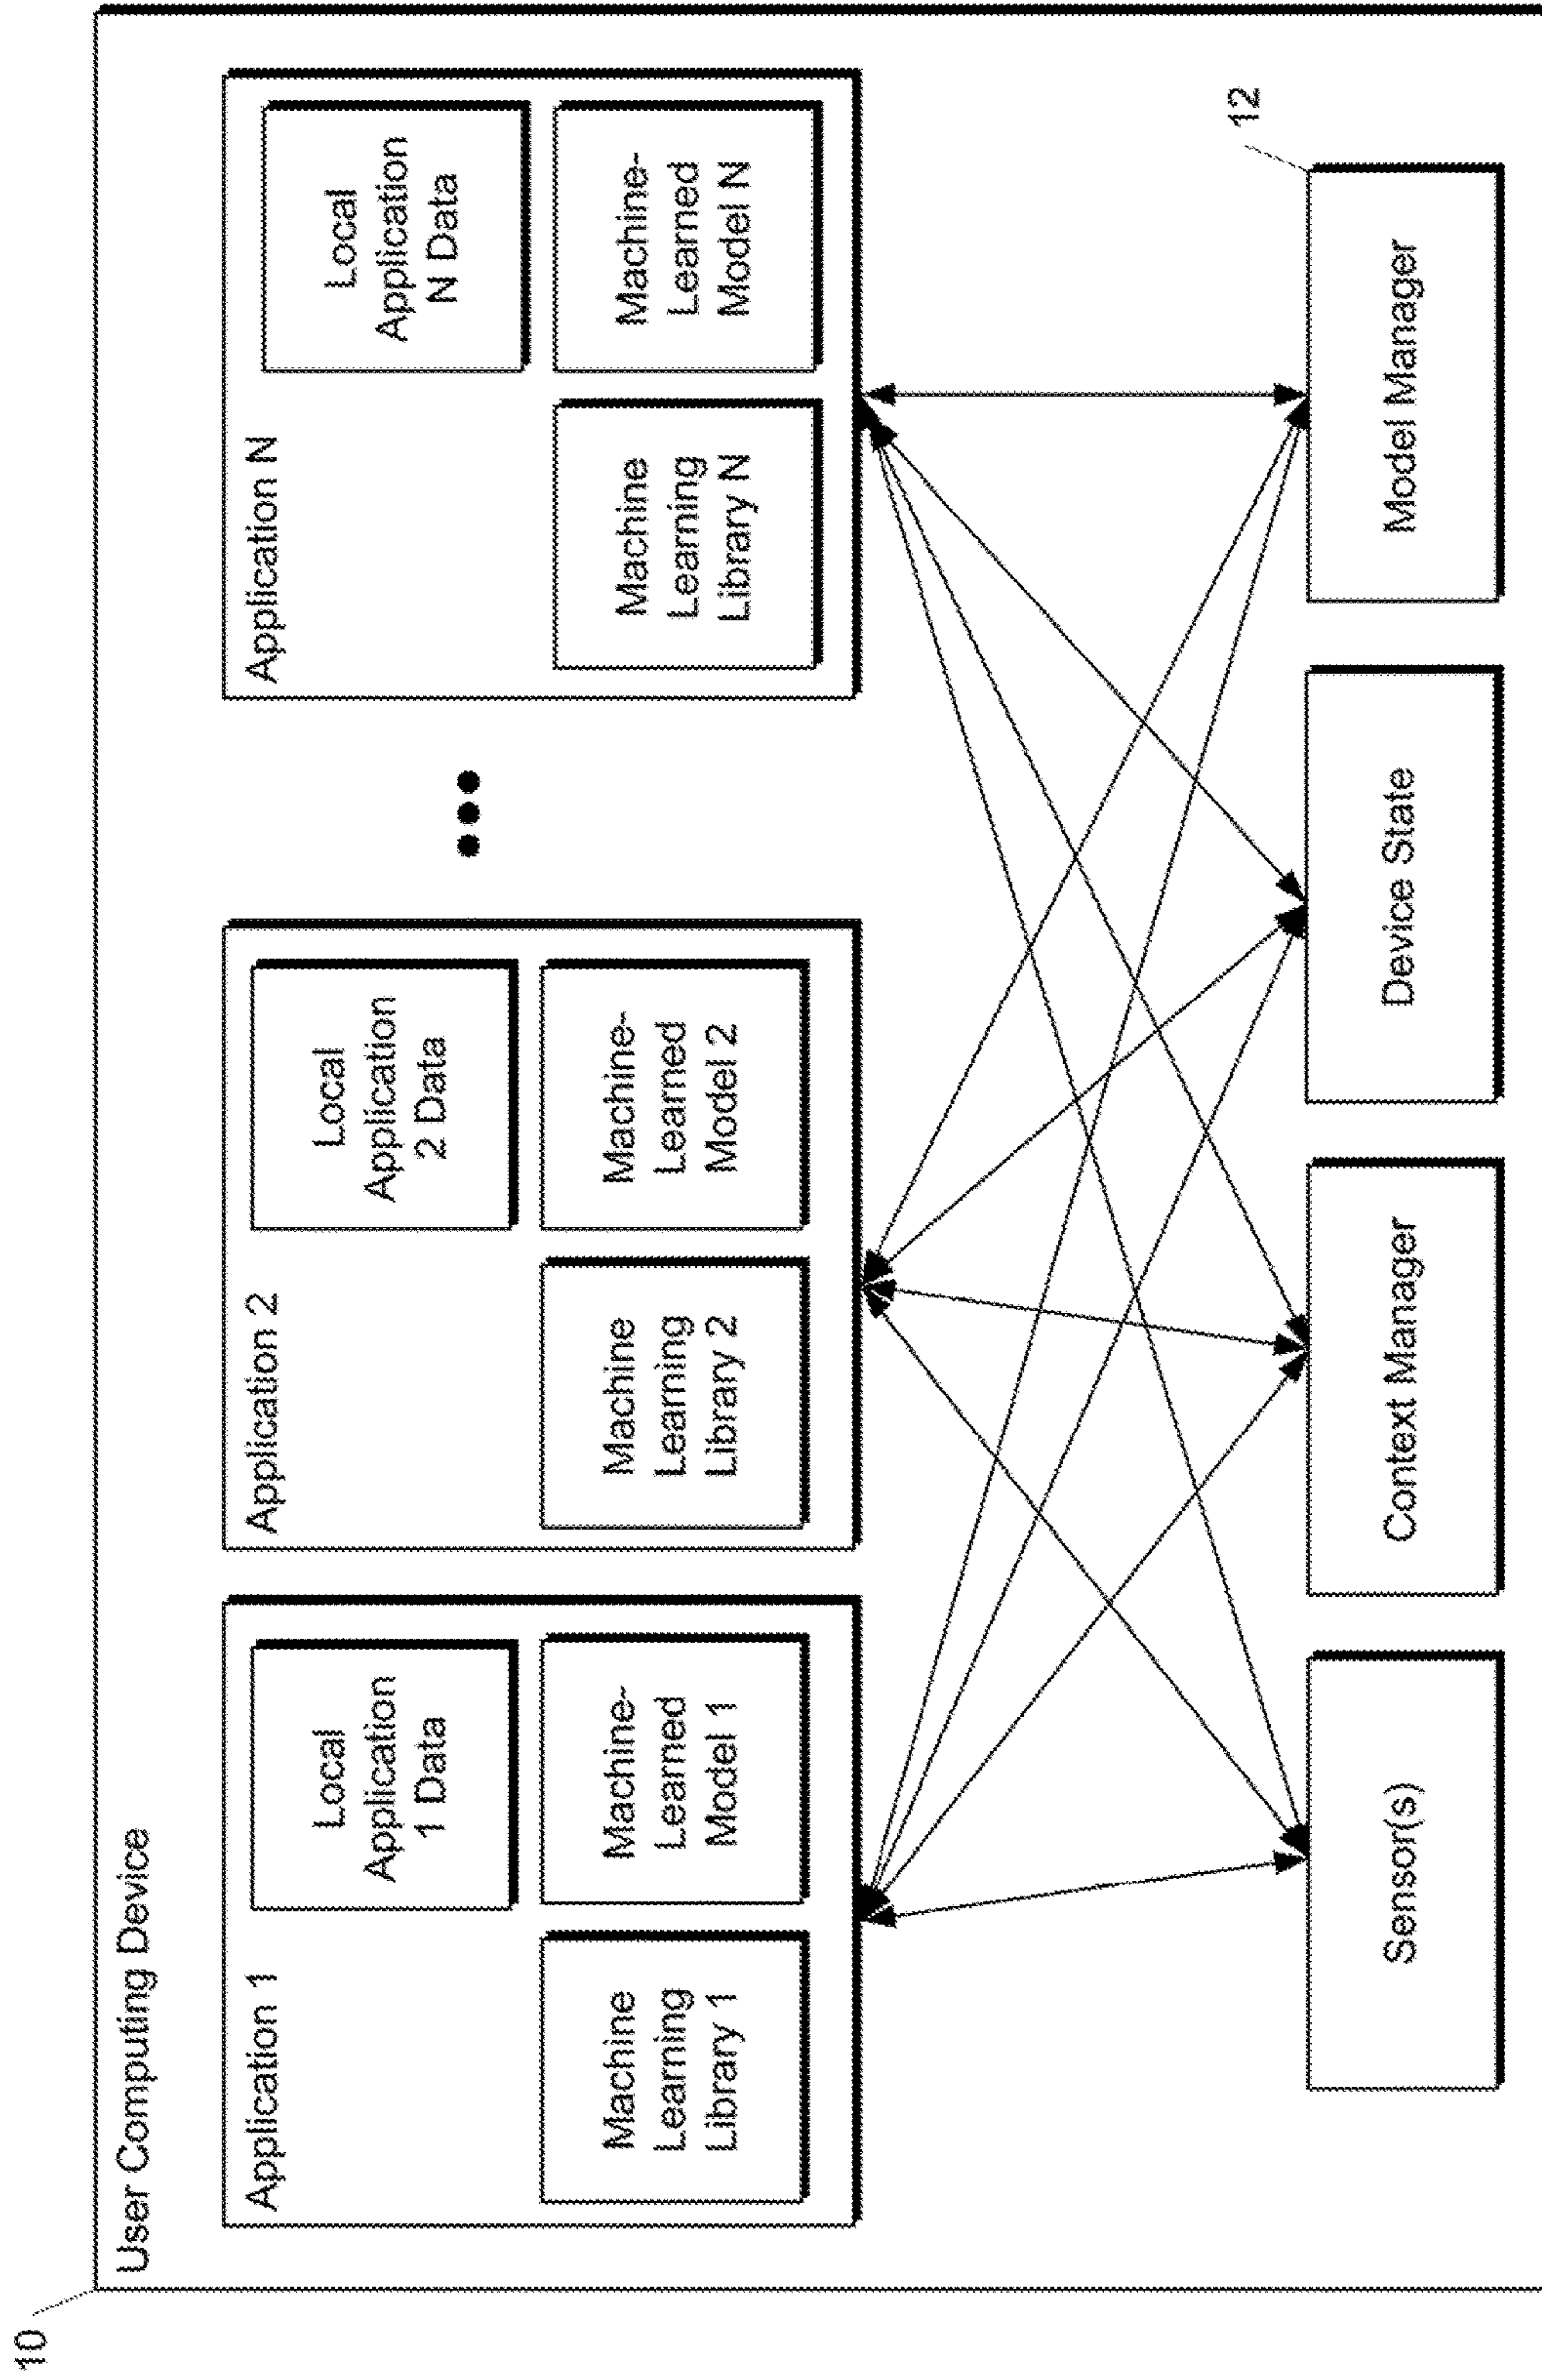 10
User Computing Device
Application 1
Local
Application
1 Data
Machine
Learning
Library 1
Machine-
Learned
Model 1
Application 2
Local
Application
2 Data
Machine
Learning
Library 2
Machine-
Learned
Model 2
Application N
Local
Application
N Data
Machine
Learning
Library N
Machine-
Learned
Model N
12
Sensor(s)
Context Manager
Device State
Model Manager